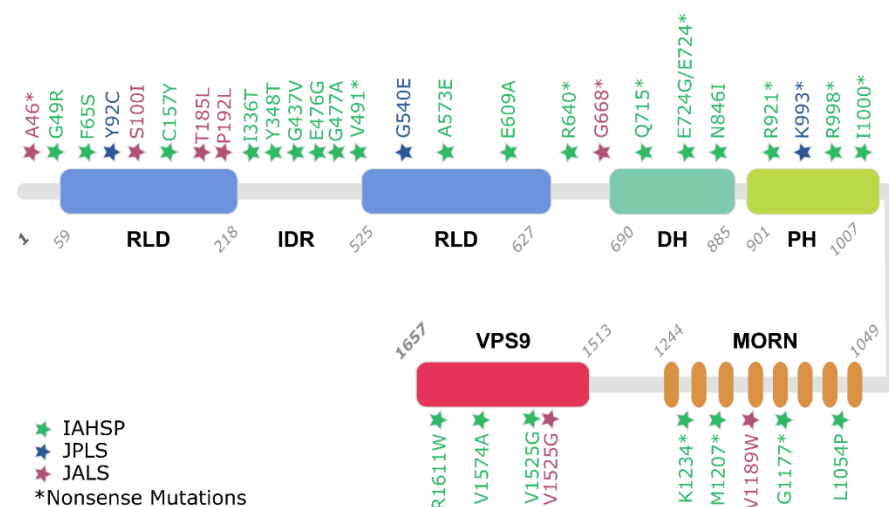 A46*
G49R
F65S
Y92C
S100I
C157Y
T185L
P192L
I336T
Y348T
G437V
E476G
G477A
V491*
G540E
A573E
E609A
R640*
G668*
Q715*
E724G/E724*
N846I
R921*
K993*
R998*
I1000*
1
59
RLD
218
IDR
525
RLD
627
690
DH
885
901
PH
1007
1657
VPS9
1513
1244
MORN
1049
R1611W
V1574A
V1525G
V1525G
K1234*
M1207*
V1189W
G1177*
L1054P
IAHSP
JPLS
JALS
*Nonsense Mutations